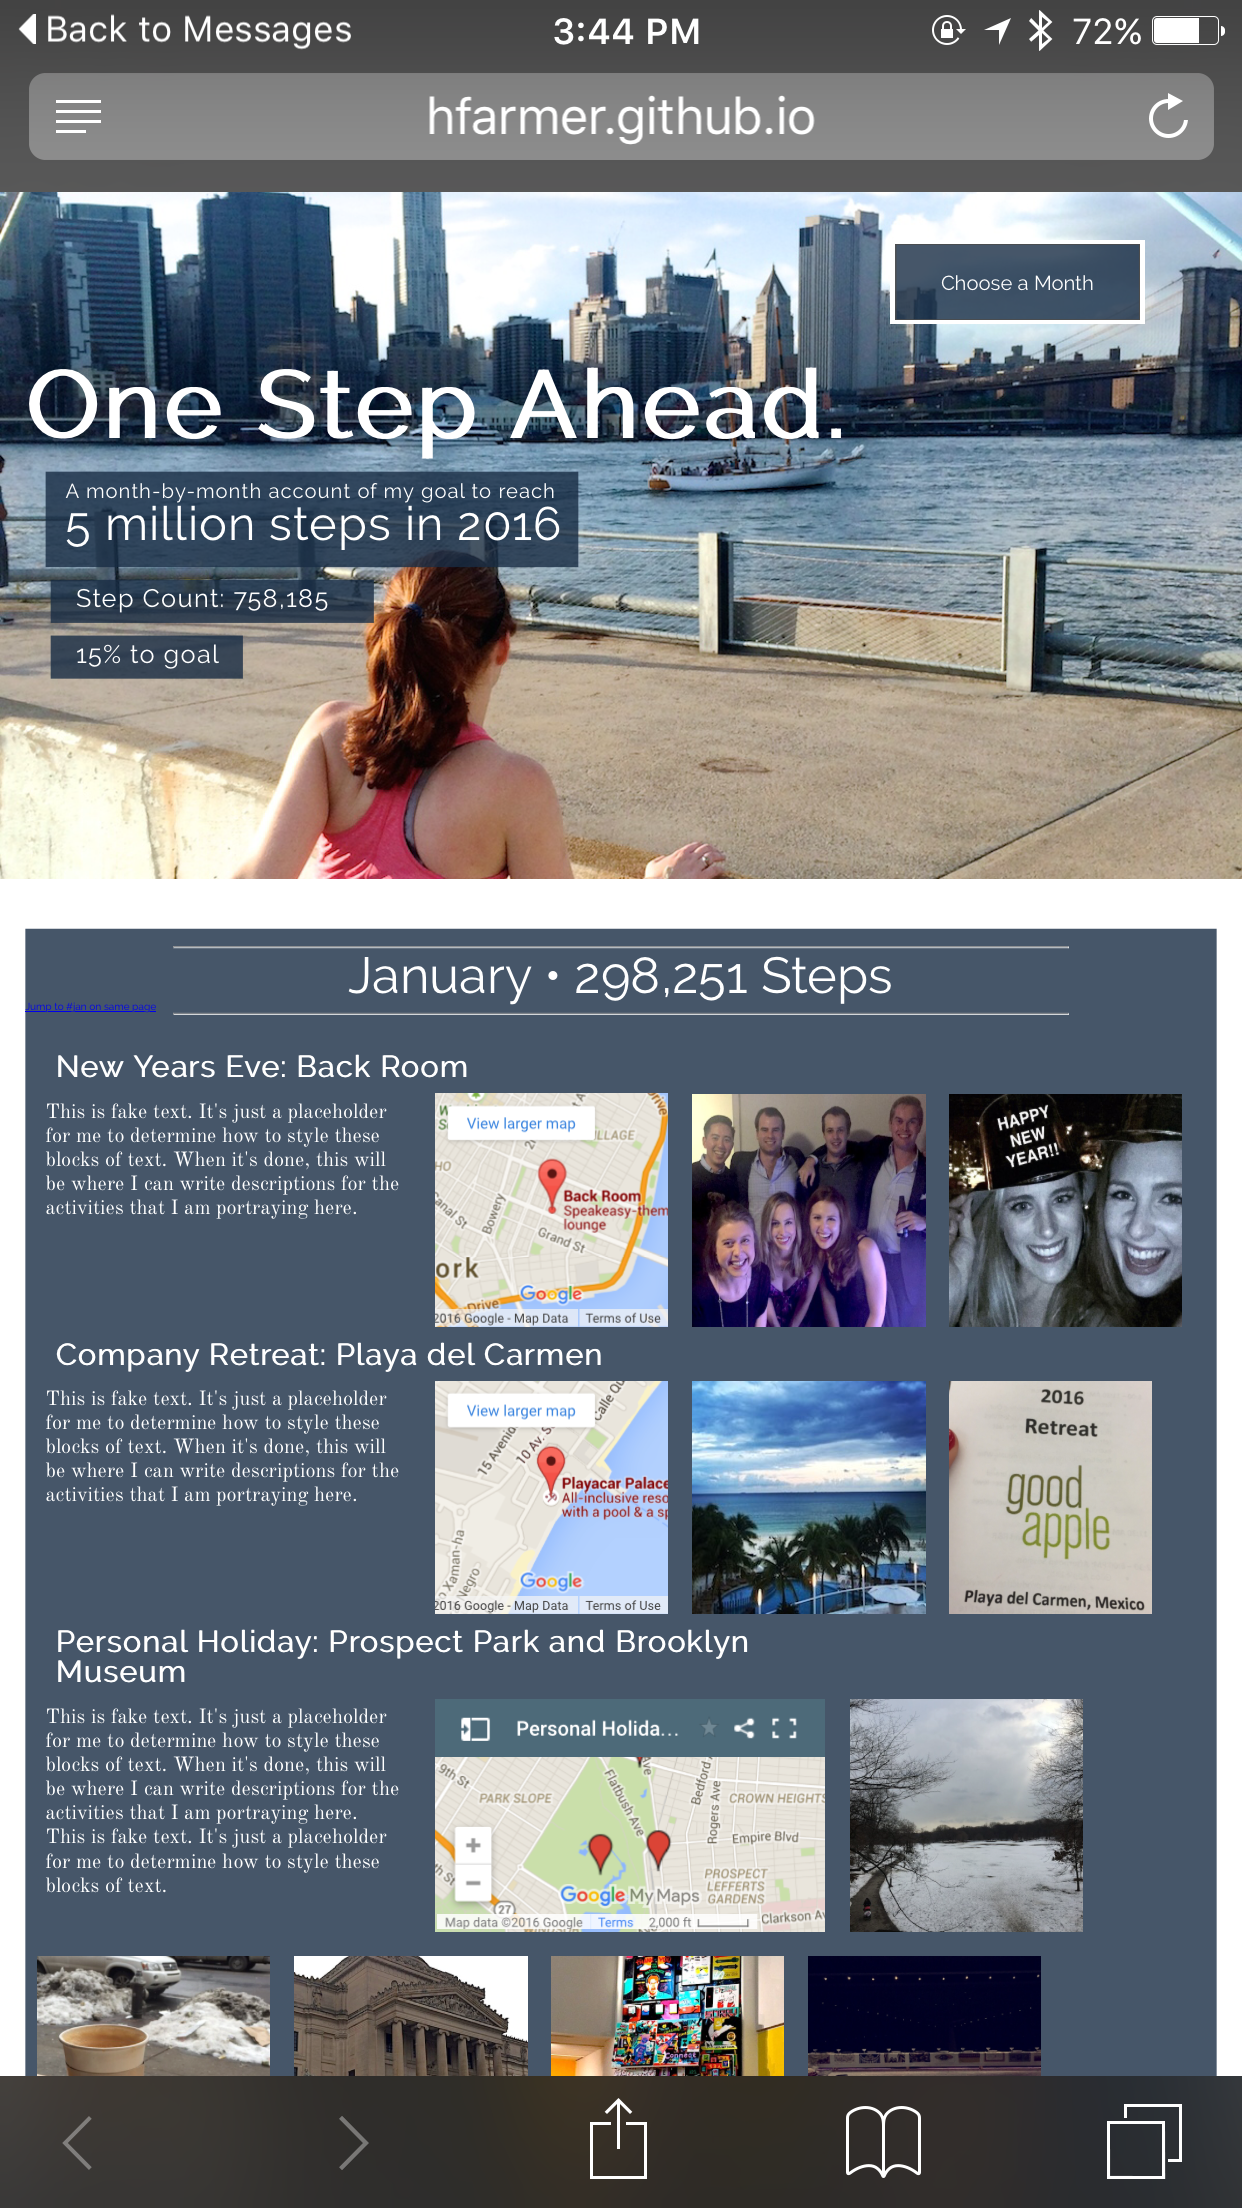 Back to Messages
3:44 PM
72%
hfarmer.github.io
Choose a Month
One Step Ahead.
A month-by-month account of my goal to reach
5 million steps in 2016
Step Count: 758,185
15% to goal
January • 298,251 Steps
Jump to #jan on same page
New Years Eve: Back Room
This is fake text. It's just a placeholder
for me to determine how to style these
blocks of text. When it's done, this will
be where I can write descriptions for the
activities that I am portraying here.
View larger map
ILLAGE
HO
Canal St
Bowery
Grand St
Back Room
Speakeasy-them
lounge
ork
Drive
Google
2016 Google - Map Data
Terms of Use
HAPPY
NEW
YEAR!!
Company Retreat: Playa del Carmen
This is fake text. It's just a placeholder
for me to determine how to style these
blocks of text. When it's done, this will
be where I can write descriptions for the
activities that I am portraying here.
View larger map
Calle Qu
15 Avenid
10 Av. S
Playacar Palace
All-inclusive reso
with a pool & a sp
Xaman-ha
Negro
Google
2016 Google - Map Data
Terms of Use
2016
Retreat
good
apple
Playa del Carmen, Mexico
Personal Holiday: Prospect Park and Brooklyn
Museum
This is fake text. It's just a placeholder
for me to determine how to style these
blocks of text. When it's done, this will
be where I can write descriptions for the
activities that I am portraying here.
This is fake text. It's just a placeholder
for me to determine how to style these
blocks of text.
Personal Holida...
9th St
PARK SLOPE
Flatbush Ave
Bedford A
Rogers Ave
CROWN HEIGHTS
Empire Blvd
PROSPECT
LEFFERTS
GARDENS
th St
27
Google My Maps
Clarkson Av
Map data ©2016 Google
Terms
2,000 ft